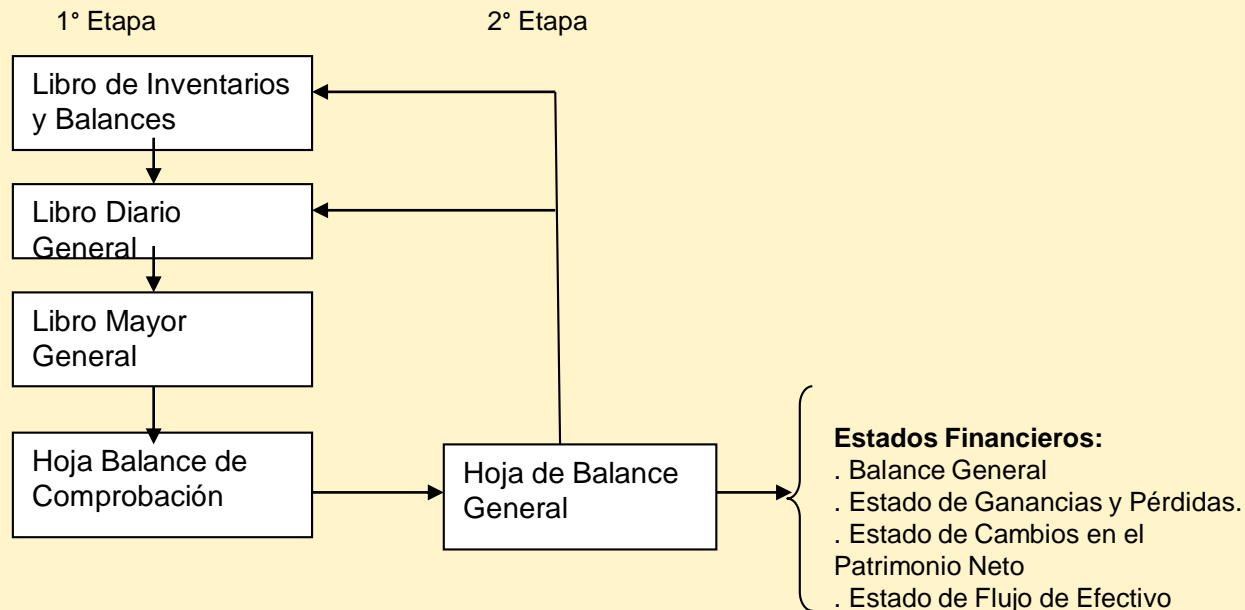 1° Etapa
2° Etapa
Libro de Inventarios
y Balances
Libro Diario
General
Libro Mayor
General
Hoja Balance de
Comprobación
Hoja de Balance
General
Estados Financieros:
. Balance General
. Estado de Ganancias y Pérdidas.
. Estado de Cambios en el
Patrimonio Neto
. Estado de Flujo de Efectivo